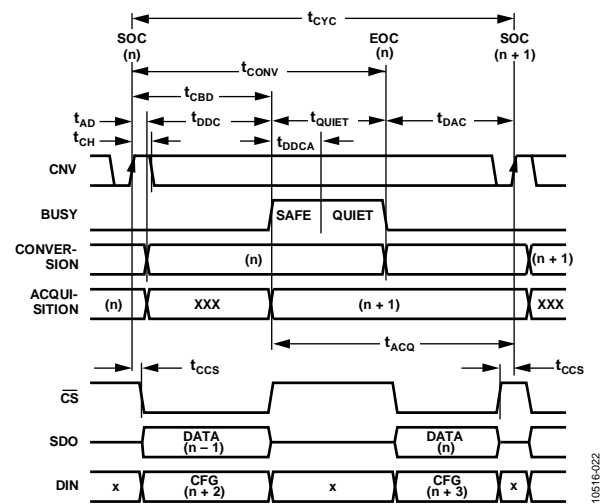 tCYC
SOC (n)
EOC (n)
SOC (n + 1)
tCONV
tCBD
tAD
tDDC
tQUIET
tDAC
tCH
tDDCA
CNV
BUSY
SAFE
QUIET
CONVER-
SION
(n)
(n + 1)
ACQUI-
SITION
(n)
XXX
(n + 1)
XXX
tACQ
tCCS
tCCS
CS
SDO
DATA
(n – 1)
DATA
(n)
DIN
x
CFG
(n + 2)
x
CFG
(n + 3)
x
10516-022